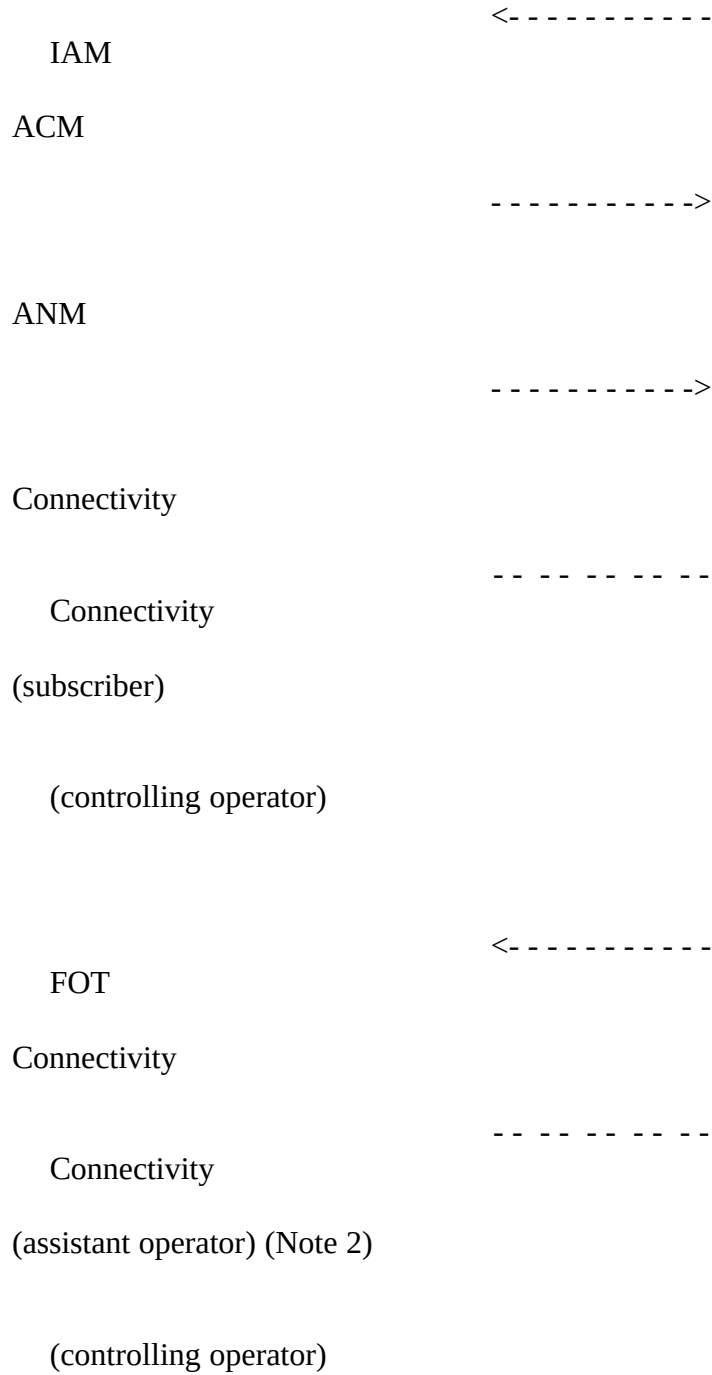 <- - - - - - - - - - -
IAM
ACM
- - - - - - - - - - ->
ANM
- - - - - - - - - - ->
Connectivity
- -  - -  - -  - -  - -
Connectivity
(subscriber)
(controlling operator)
<- - - - - - - - - - -
FOT
Connectivity
- -  - -  - -  - -  - -
Connectivity
(assistant operator) (Note 2)
(controlling operator)